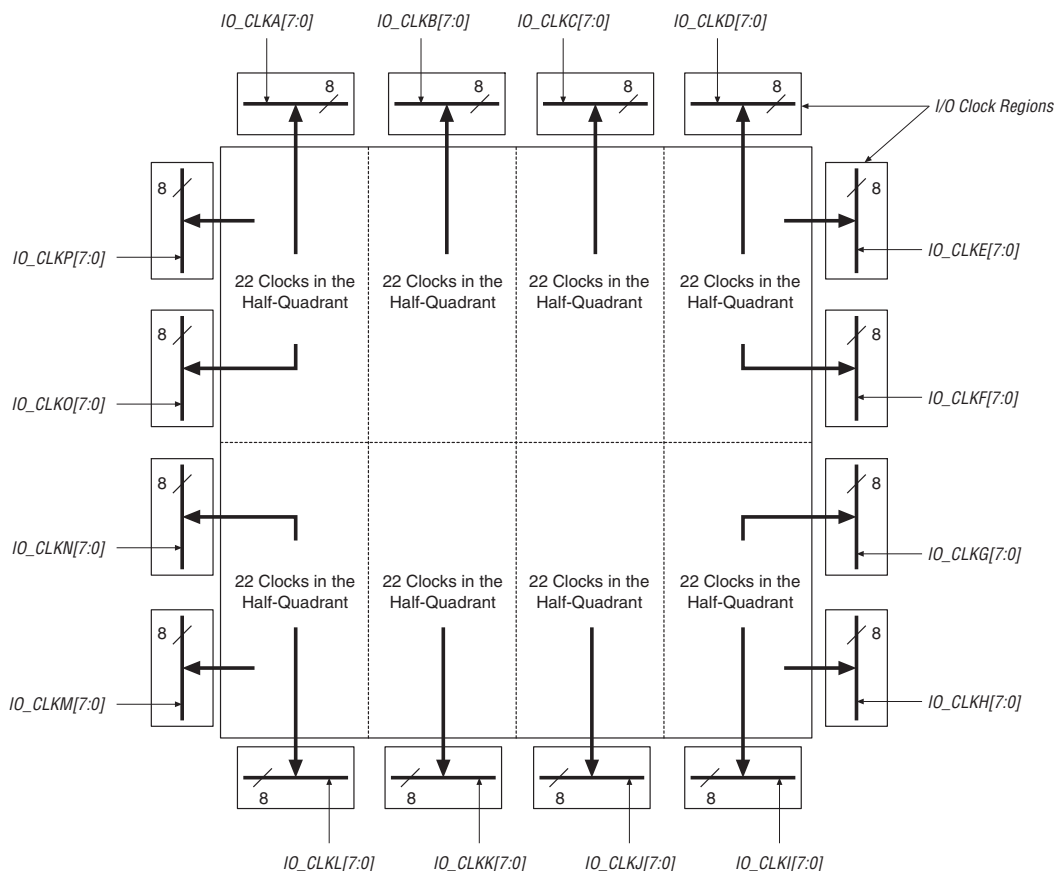 IO_CLKA[7:0] IO_CLKB[7:0] IO_CLKC[7:0] IO_CLKD[7:0]
8 8 8 8
I/O Clock Regions
8 8
IO_CLKP[7:0] IO_CLKE[7:0]
22 Clocks in the 22 Clocks in the 22 Clocks in the 22 Clocks in the
Half-Quadrant Half-Quadrant Half-Quadrant Half-Quadrant
8 8
IO_CLKO[7:0] IO_CLKF[7:0]
8 8
IO_CLKN[7:0] IO_CLKG[7:0]
22 Clocks in the 22 Clocks in the 22 Clocks in the 22 Clocks in the
Half-Quadrant Half-Quadrant Half-Quadrant Half-Quadrant
8 8
IO_CLKM[7:0] IO_CLKH[7:0]
8 8 8 8
IO_CLKL[7:0] IO_CLKK[7:0] IO_CLKJ[7:0] IO_CLKI[7:0]